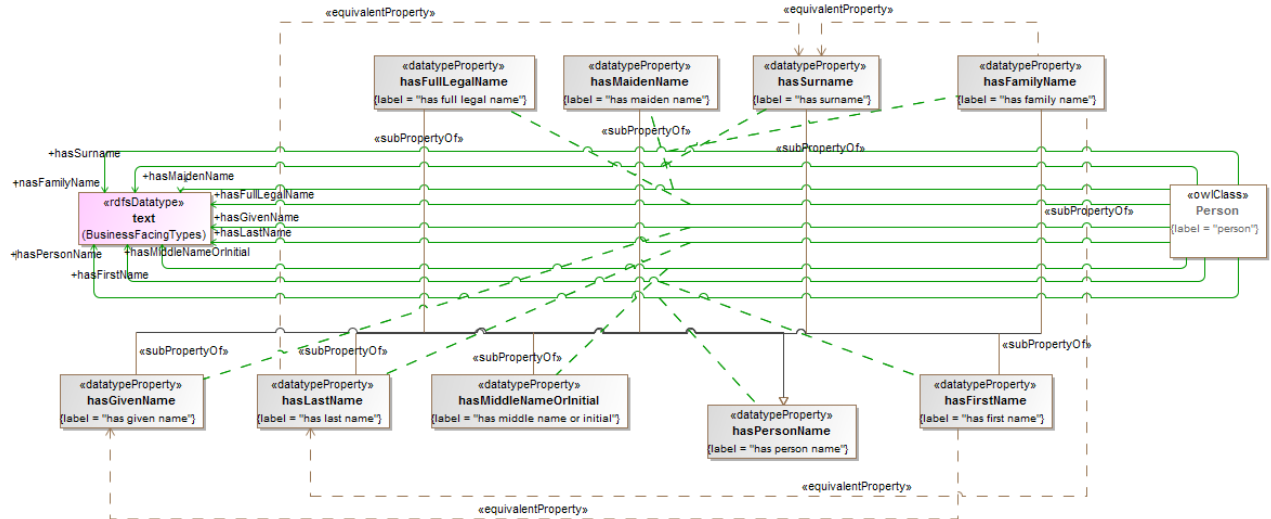 «equivalentProperty»
«equivalentProperty»
«datatypeProperty»
hasFullLegalName
{label = "has full legal name"}
«datatypeProperty»
hasMaidenName
{label = "has maiden name"}
«datatypeProperty»
hasSurname
{label = "has surname"}
«datatypeProperty»
hasFamilyName
{label = "has family name"}
«subPropertyOf»
«subPropertyOf»
«subPropertyOf»
«subPropertyOf»
+hasSurname
+hasMaidenName
+nasFamilyName
+hasFullLegalName
+hasGivenName
+hasLastName
+hasMiddleNameOrInitial
+hasPersonName
+hasFirstName
«rdfsDatatype»
text
(BusinessFacingTypes)
«owlClass»
Person
{label = "person"}
«subPropertyOf»
«subPropertyOf»
«subPropertyOf»
«subPropertyOf»
«datatypeProperty»
hasGivenName
{label = "has given name"}
«datatypeProperty»
hasLastName
{label = "has last name"}
«datatypeProperty»
hasMiddleNameOrInitial
{label = "has middle name or initial"}
«datatypeProperty»
hasPersonName
{label = "has person name"}
«datatypeProperty»
hasFirstName
{label = "has first name"}
«equivalentProperty»
«equivalentProperty»